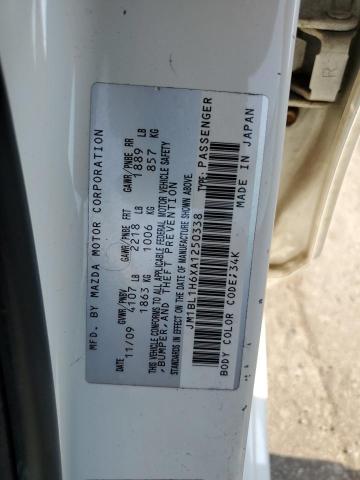 MFD. BY MAZDA MOTOR CORPORATION
GVWR/PNBV GAWR/PNBE FRT GAWR/PNBE RR
11/09 4107 LB 2218 LB 1889 LB
1863 KG 1006 KG 857 KG
THIS VEHICLE CONFORMS TO ALL APPLICABLE FEDERAL MOTOR VEHICLE SAFETY
,BUMPER,AND THEFT PREVENTION
STANDARDS IN EFFECT ON THE DATE OF MANUFACTURE SHOWN ABOVE.
JM1BL1H6XA1250338 TYPE: PASSENGER
BODY COLOR CODE;34K MADE IN JAPAN
R